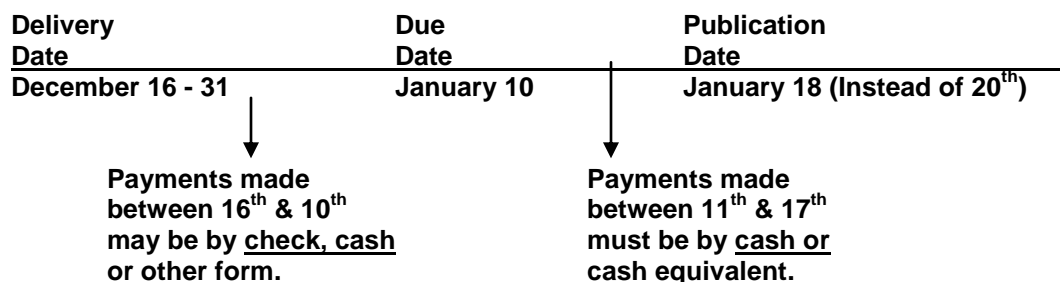 Delivery Due Publication
Date Date Date
December 16 - 31 January 10 January 18 (Instead of 20th)
Payments made Payments made
between 16th & 10th between 11th & 17th
may be by check, cash must be by cash or
or other form. cash equivalent.